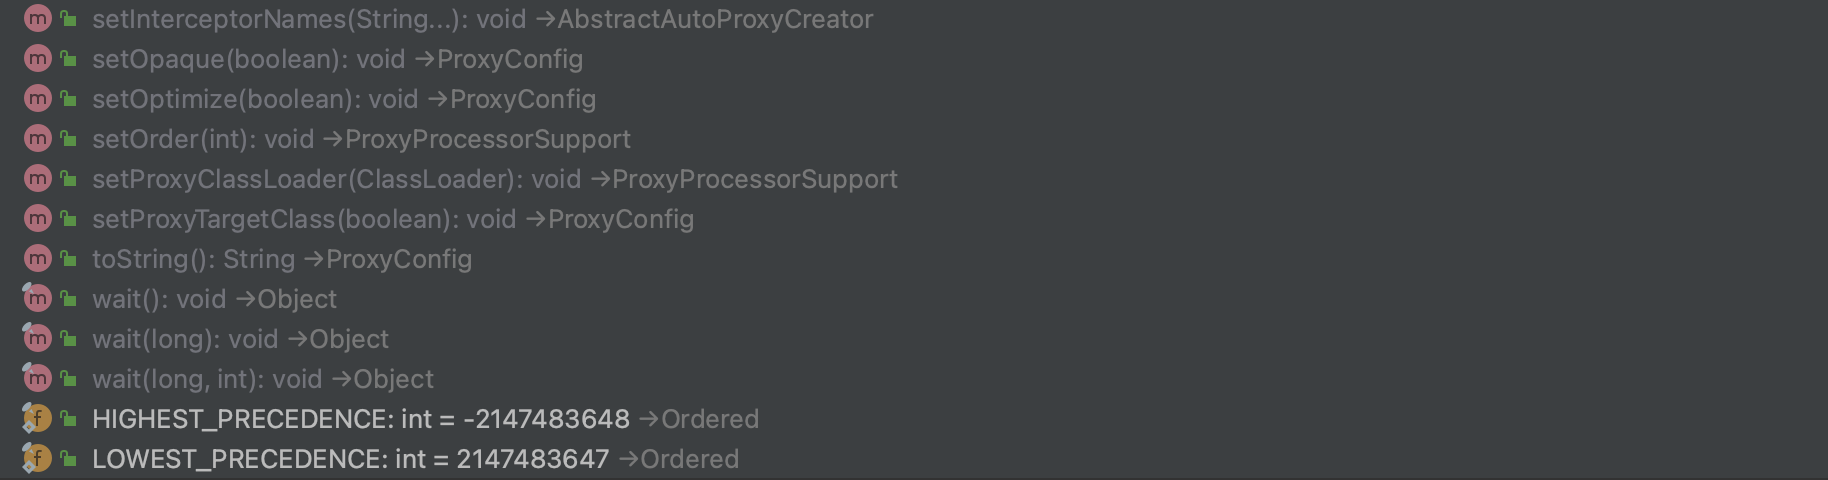 setInterceptorNames(String...): void →AbstractAutoProxyCreator
setOpaque(boolean): void →ProxyConfig
setOptimize(boolean): void →ProxyConfig
setOrder(int): void →ProxyProcessorSupport
setProxyClassLoader(ClassLoader): void →ProxyProcessorSupport
setProxyTargetClass(boolean): void →ProxyConfig
toString(): String →ProxyConfig
wait(): void →Object
wait(long): void →Object
wait(long, int): void →Object
HIGHEST_PRECEDENCE: int = -2147483648 →Ordered
LOWEST_PRECEDENCE: int = 2147483647 →Ordered